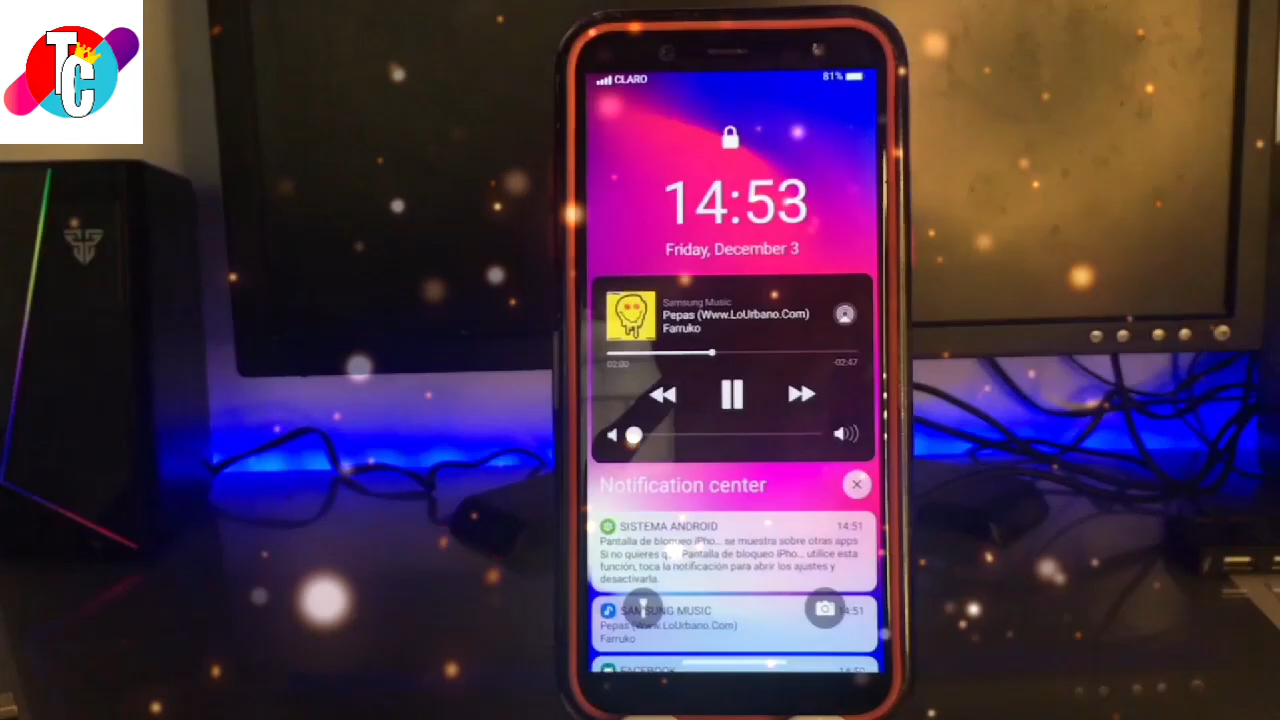 TC
CLARO
81%
14:53
Friday, December 3
Samsung Music
Pepas (Www.LoUrbano.Com)
Farruko
02:00
-02:47
Notification center
SISTEMA ANDROID
14:51
Pantalla de bloqueo iPho... se muestra sobre otras apps
Si no quieres q... Pantalla de bloqueo iPho... utilice esta
función, toca la notificación para abrir los ajustes y
desactivarla.
SAMSUNG MUSIC
14:51
Pepas (Www.LoUrbano.Com)
Farruko
FACEBOOK